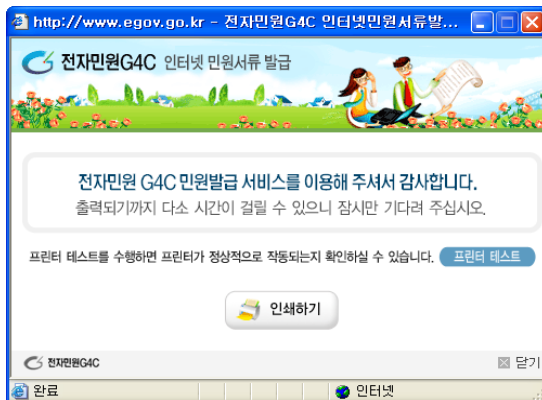 http://www.egov.go.kr - 전자민원G4C 인터넷민원서류발...
전자민원G4C 인터넷 민원서류 발급
전자민원 G4C 민원발급 서비스를 이용해 주셔서 감사합니다.
출력되기까지 다소 시간이 걸릴 수 있으니 잠시만 기다려 주십시오.
프린터 테스트를 수행하면 프린터가 정상적으로 작동되는지 확인하실 수 있습니다. 프린터 테스트
인쇄하기
전자민원G4C 닫기
완료 인터넷